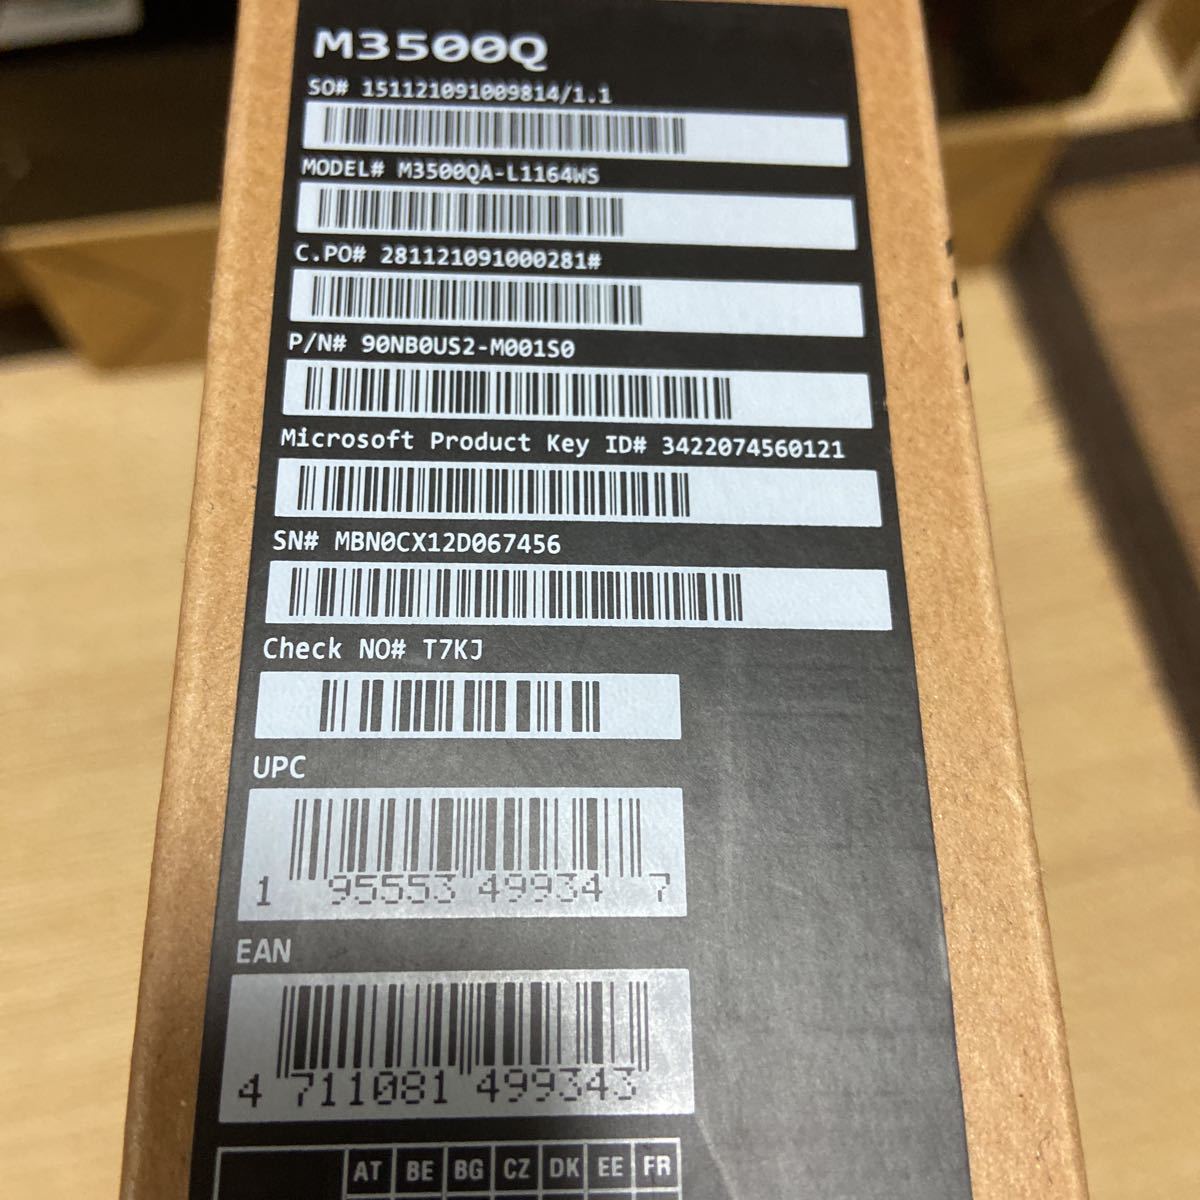 M3500Q
SO# 151121091009814/1.1
MODEL# M3500QA-L1164WS
C.PO# 281121091000281#
P/N# 90NB0US2-M001S0
Microsoft Product Key ID# 3422074560121
SN# MBN0CX12D067456
Check NO# T7KJ
UPC
1 95553 49934 7
EAN
4 711081 499343
AT BE BG CZ DK EE FR